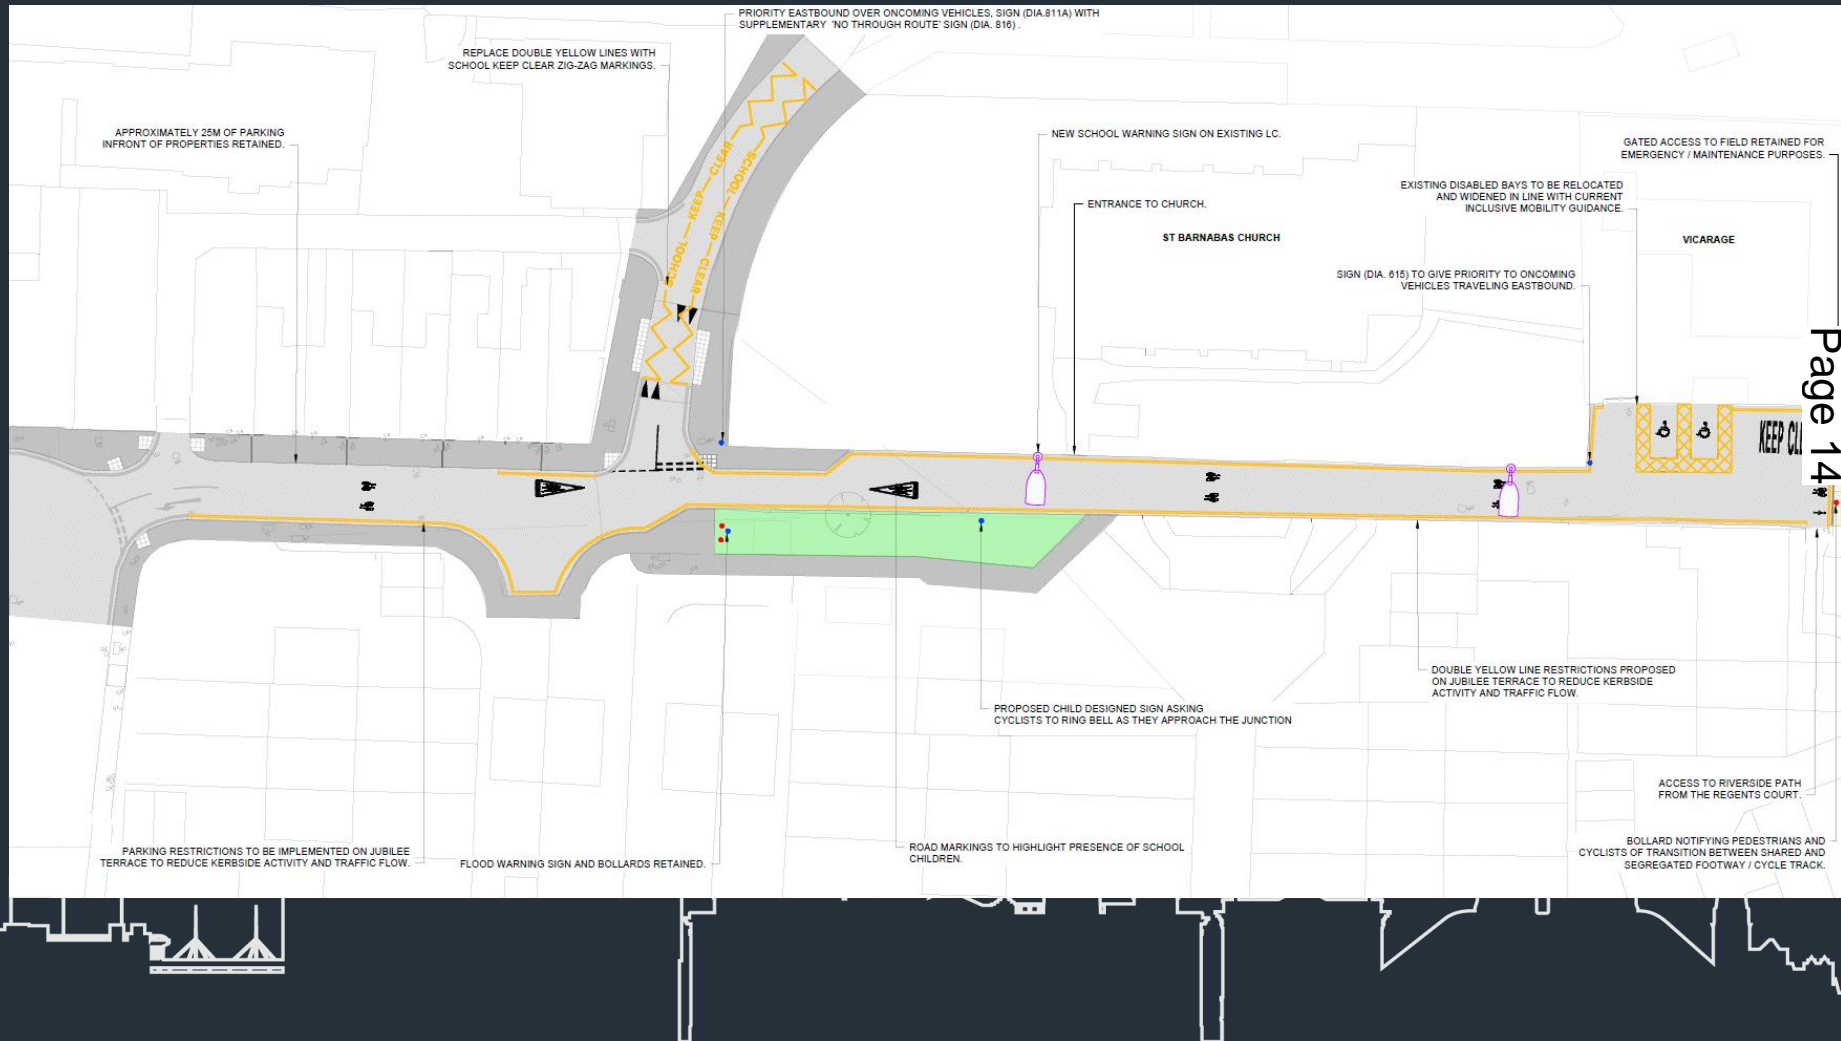 PRIORITY EASTBOUND OVER ONCOMING VEHICLES, SIGN (DIA.811A) WITH
SUPPLEMENTARY 'NO THROUGH ROUTE' SIGN (DIA. 816) .
REPLACE DOUBLE YELLOW LINES WITH
SCHOOL KEEP CLEAR ZIG-ZAG MARKINGS.
APPROXIMATELY 25M OF PARKING
INFRONT OF PROPERTIES RETAINED.
NEW SCHOOL WARNING SIGN ON EXISTING LC.
GATED ACCESS TO FIELD RETAINED FOR
EMERGENCY / MAINTENANCE PURPOSES.
EXISTING DISABLED BAYS TO BE RELOCATED
AND WIDENED IN LINE WITH CURRENT
INCLUSIVE MOBILITY GUIDANCE.
ENTRANCE TO CHURCH.
ST BARNABAS CHURCH
VICARAGE
SIGN (DIA. 615) TO GIVE PRIORITY TO ONCOMING
VEHICLES TRAVELING EASTBOUND.
SCHOOL KEEP CLEAR
SCHOOL KEEP CLEAR
Page 14
KEEP CLE
DOUBLE YELLOW LINE RESTRICTIONS PROPOSED
ON JUBILEE TERRACE TO REDUCE KERBSIDE
ACTIVITY AND TRAFFIC FLOW.
PROPOSED CHILD DESIGNED SIGN ASKING
CYCLISTS TO RING BELL AS THEY APPROACH THE JUNCTION
ACCESS TO RIVERSIDE PATH
FROM THE REGENTS COURT.
PARKING RESTRICTIONS TO BE IMPLEMENTED ON JUBILEE
TERRACE TO REDUCE KERBSIDE ACTIVITY AND TRAFFIC FLOW.
FLOOD WARNING SIGN AND BOLLARDS RETAINED.
ROAD MARKINGS TO HIGHLIGHT PRESENCE OF SCHOOL
CHILDREN.
BOLLARD NOTIFYING PEDESTRIANS AND
CYCLISTS OF TRANSITION BETWEEN SHARED AND
SEGREGATED FOOTWAY / CYCLE TRACK.